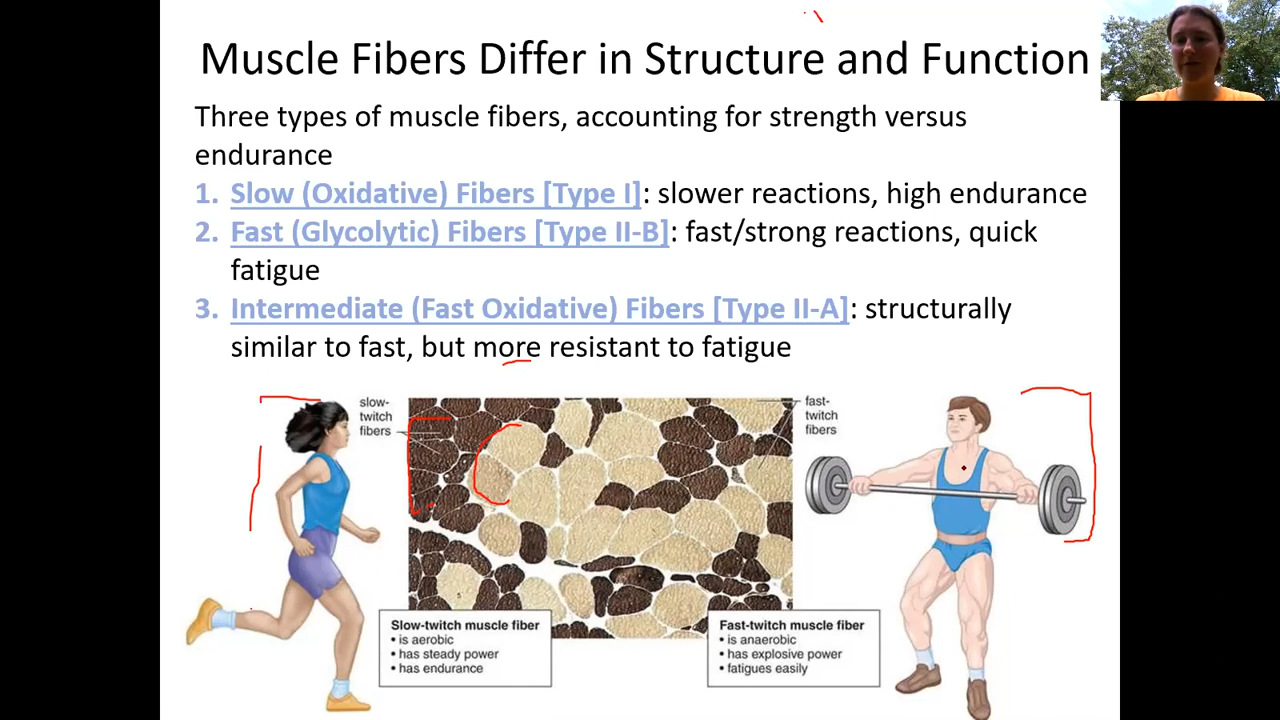 Muscle Fibers Differ in Structure and Function
Three types of muscle fibers, accounting for strength versus
endurance
1. Slow (Oxidative) Fibers [Type I]: slower reactions, high endurance
2. Fast (Glycolytic) Fibers [Type II-B]: fast/strong reactions, quick
fatigue
3. Intermediate (Fast Oxidative) Fibers [Type II-A]: structurally
similar to fast, but more resistant to fatigue
slow-
twitch
fibers
fast-
twitch
fibers
Slow-twitch muscle fiber
• is aerobic
• has steady power
• has endurance
Fast-twitch muscle fiber
• is anaerobic
• has explosive power
• fatigues easily